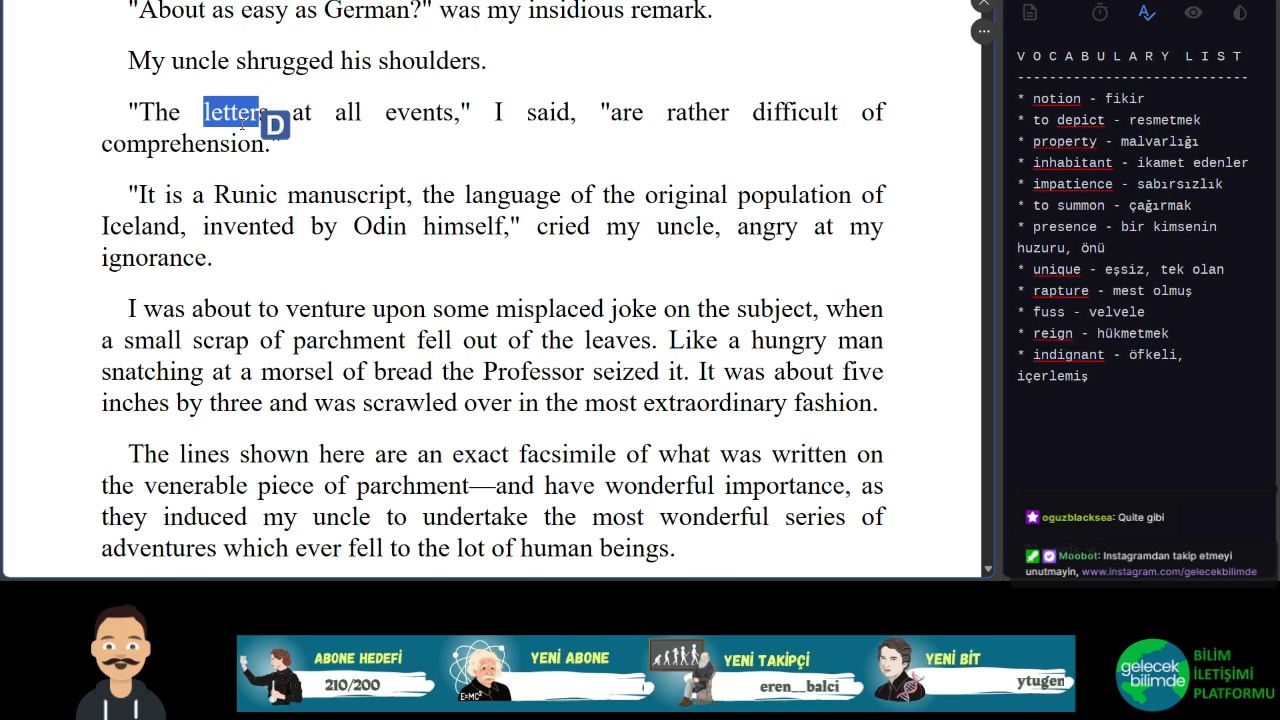 "About as easy as German?" was my insidious remark.
My uncle shrugged his shoulders.
"The letters at all events," I said, "are rather difficult of
comprehension."
"It is a Runic manuscript, the language of the original population of
Iceland, invented by Odin himself," cried my uncle, angry at my
ignorance.
I was about to venture upon some misplaced joke on the subject, when
a small scrap of parchment fell out of the leaves. Like a hungry man
snatching at a morsel of bread the Professor seized it. It was about five
inches by three and was scrawled over in the most extraordinary fashion.
The lines shown here are an exact facsimile of what was written on
the venerable piece of parchment—and have wonderful importance, as
they induced my uncle to undertake the most wonderful series of
adventures which ever fell to the lot of human beings.
D
VOCABULARY LIST
----------------------------
* notion - fikir
* to depict - resmetmek
* property - malvarlığı
* inhabitant - ikamet edenler
* impatience - sabırsızlık
* to summon - çağırmak
* presence - bir kimsenin
huzuru, önü
* unique - eşsiz, tek olan
* rapture - mest olmuş
* fuss - velvele
* reign - hükmetmek
* indignant - öfkeli,
içerlemiş
oguzblacksea: Quite gibi
Moobot: Instagramdan takip etmeyi
unutmayin, www.instagram.com/gelecekbilimde
ABONE HEDEFİ
210/200
E=MC²
YENİ ABONE
YENİ TAKİPÇİ
eren__balci
YENİ BİT
ytugen
gelecek
bilimde
BİLİM
İLETİŞİMİ
PLATFORMU